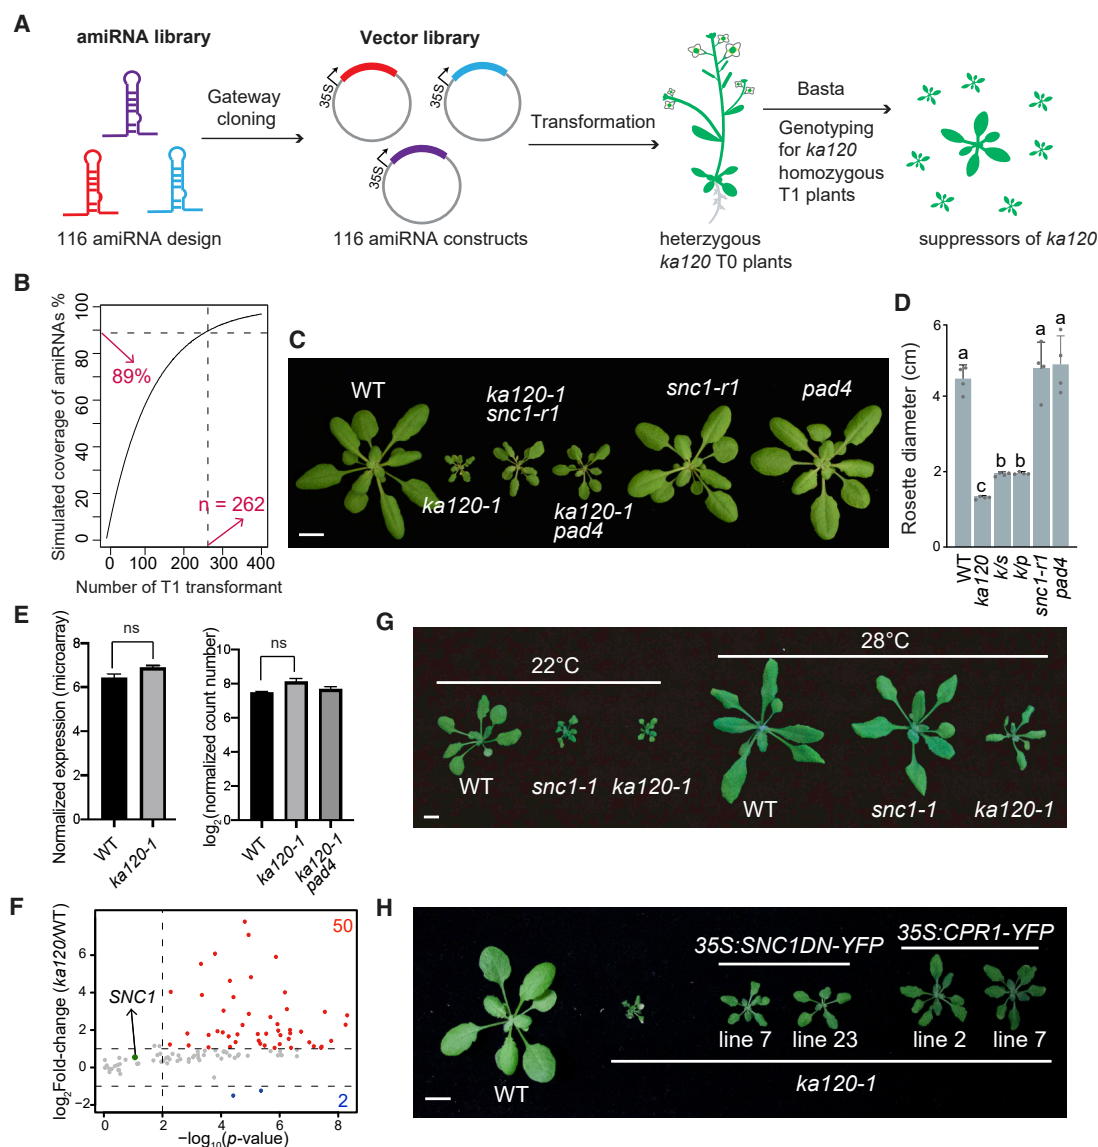 A
amiRNA library
Vector library
Gateway
cloning
35S
35S
35S
Transformation
Basta
Genotyping
for ka120
homozygous
T1 plants
116 amiRNA design
116 amiRNA constructs
heterzygous
ka120 T0 plants
suppressors of ka120
B
Simulated coverage of amiRNAs %
0 20 40 60 80 100
89%
n = 262
0 100 200 300 400
Number of T1 transformant
C
WT
ka120-1
ka120-1
snc1-r1
ka120-1
pad4
snc1-r1
pad4
D
Rosette diameter (cm)
6
4
2
0
a
c
b
b
a
a
WT
ka120
k/s
k/p
snc1-r1
pad4
E
Normalized expression (microarray)
8
6
4
2
0
ns
WT
ka120-1
log2(normalized count number)
10
8
6
4
2
0
ns
WT
ka120-1
ka120-1
pad4
F
log2Fold-change (ka120/WT)
6
4
2
0
−2
50
SNC1
2
0 2 4 6 8
−log10(p-value)
G
22°C
28°C
WT
snc1-1
ka120-1
WT
snc1-1
ka120-1
H
35S:SNC1DN-YFP
35S:CPR1-YFP
line 7
line 23
line 2
line 7
WT
ka120-1